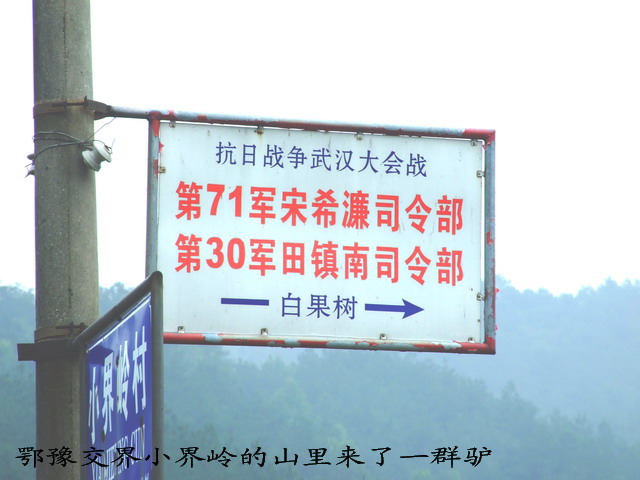 抗日战争武汉大会战
第71军宋希濂司令部
第30军田镇南司令部
白果树
小界岭村
鄂豫交界小界岭的山里来了一群驴